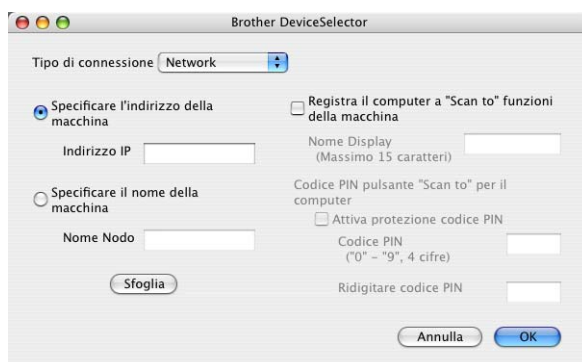 Brother DeviceSelector
Tipo di connessione Network
Specificare l'indirizzo della
macchina
Indirizzo IP
Specificare il nome della
macchina
Nome Nodo
Sfoglia
Registra il computer a "Scan to" funzioni
della macchina
Nome Display
(Massimo 15 caratteri)
Codice PIN pulsante "Scan to" per il
computer
Attiva protezione codice PIN
Codice PIN
("0" – "9", 4 cifre)
Ridigitare codice PIN
Annulla
OK